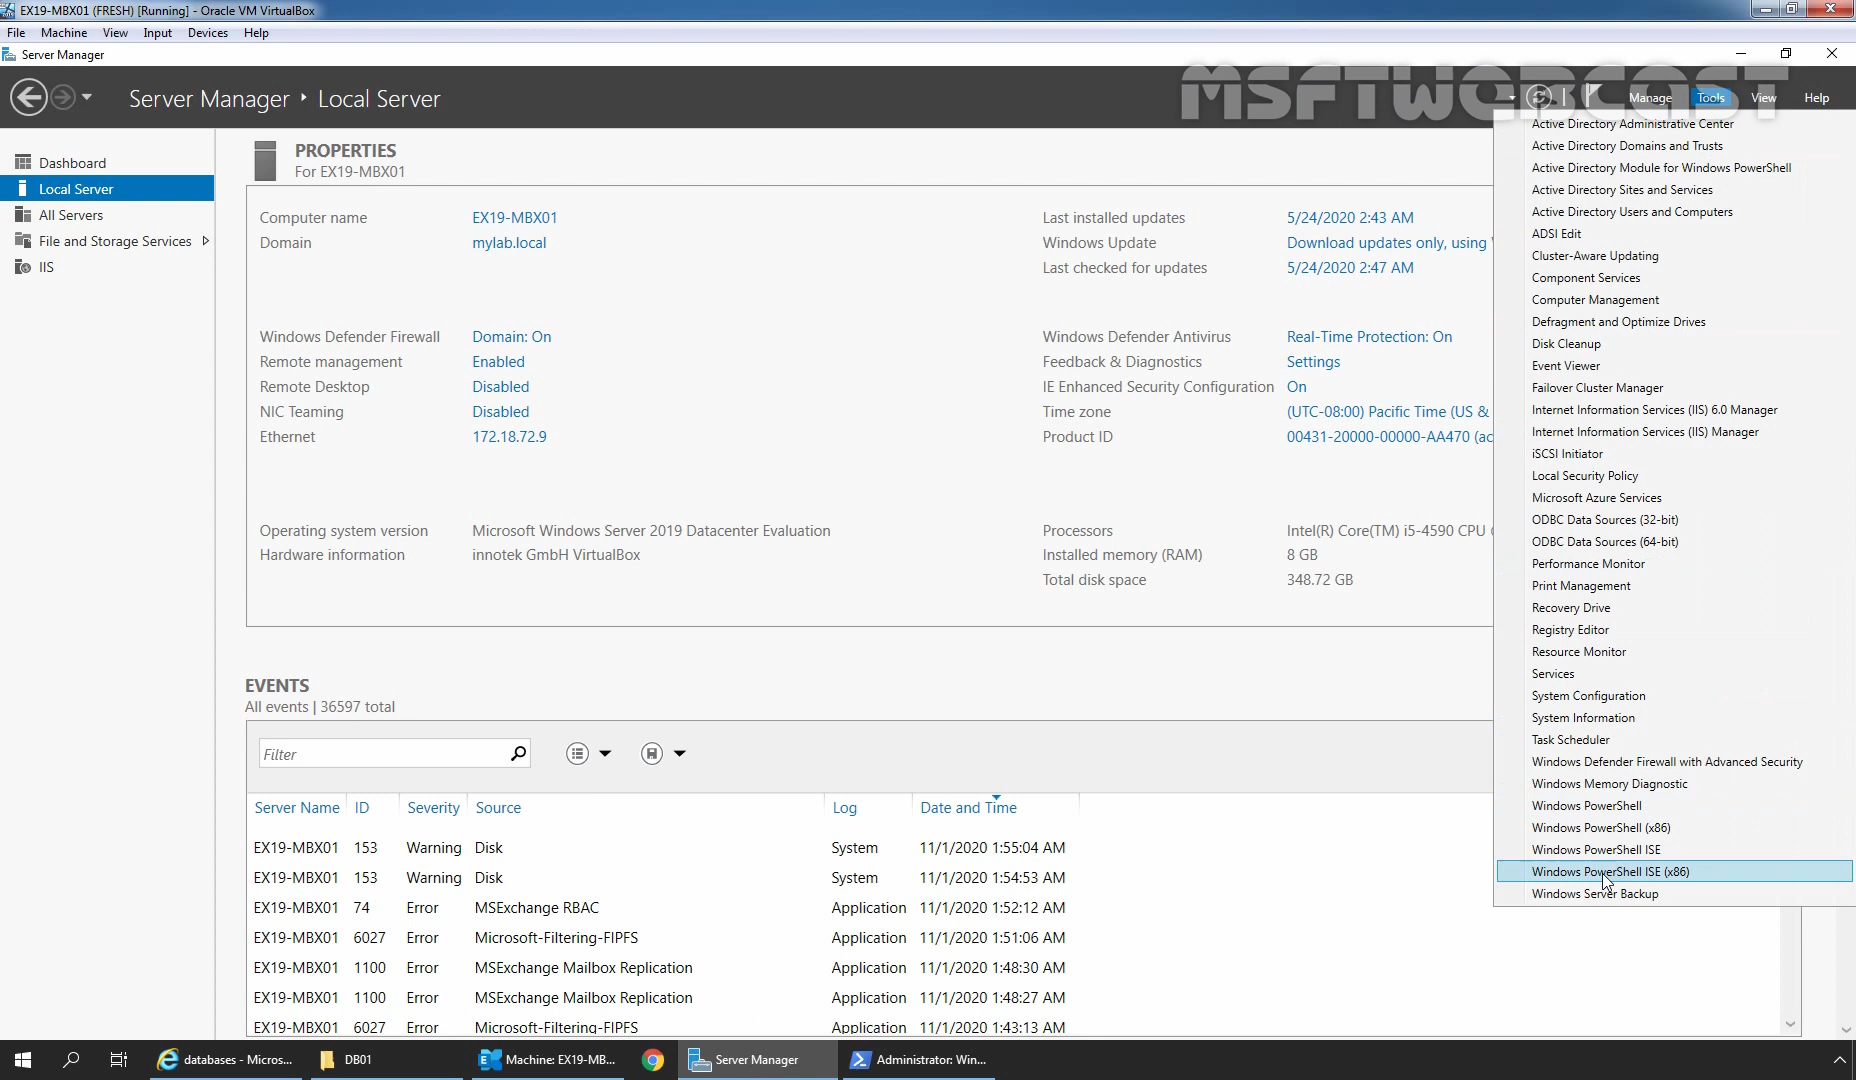 EX19-MBX01 (FRESH) [Running] - Oracle VM VirtualBox
File Machine View Input Devices Help
Server Manager
MSFTWEBCAST
Server Manager ‣ Local Server
Manage Tools View Help
Dashboard
Local Server
All Servers
File and Storage Services
IIS
PROPERTIES
For EX19-MBX01
Computer name EX19-MBX01
Domain mylab.local
Last installed updates 5/24/2020 2:43 AM
Windows Update Download updates only, using
Last checked for updates 5/24/2020 2:47 AM
Windows Defender Firewall Domain: On
Remote management Enabled
Remote Desktop Disabled
NIC Teaming Disabled
Ethernet 172.18.72.9
Windows Defender Antivirus Real-Time Protection: On
Feedback & Diagnostics Settings
IE Enhanced Security Configuration On
Time zone (UTC-08:00) Pacific Time (US &
Product ID 00431-20000-00000-AA470 (ac
Operating system version Microsoft Windows Server 2019 Datacenter Evaluation
Hardware information innotek GmbH VirtualBox
Processors Intel(R) Core(TM) i5-4590 CPU
Installed memory (RAM) 8 GB
Total disk space 348.72 GB
Active Directory Administrative Center
Active Directory Domains and Trusts
Active Directory Module for Windows PowerShell
Active Directory Sites and Services
Active Directory Users and Computers
ADSI Edit
Cluster-Aware Updating
Component Services
Computer Management
Defragment and Optimize Drives
Disk Cleanup
Event Viewer
Failover Cluster Manager
Internet Information Services (IIS) 6.0 Manager
Internet Information Services (IIS) Manager
iSCSI Initiator
Local Security Policy
Microsoft Azure Services
ODBC Data Sources (32-bit)
ODBC Data Sources (64-bit)
Performance Monitor
Print Management
Recovery Drive
Registry Editor
Resource Monitor
Services
System Configuration
System Information
Task Scheduler
Windows Defender Firewall with Advanced Security
Windows Memory Diagnostic
Windows PowerShell
Windows PowerShell (x86)
Windows PowerShell ISE
Windows PowerShell ISE (x86)
Windows Server Backup
EVENTS
All events | 36597 total
Filter
Server Name ID Severity Source Log Date and Time
EX19-MBX01 153 Warning Disk System 11/1/2020 1:55:04 AM
EX19-MBX01 153 Warning Disk System 11/1/2020 1:54:53 AM
EX19-MBX01 74 Error MSExchange RBAC Application 11/1/2020 1:52:12 AM
EX19-MBX01 6027 Error Microsoft-Filtering-FIPFS Application 11/1/2020 1:51:06 AM
EX19-MBX01 1100 Error MSExchange Mailbox Replication Application 11/1/2020 1:48:30 AM
EX19-MBX01 1100 Error MSExchange Mailbox Replication Application 11/1/2020 1:48:27 AM
EX19-MBX01 6027 Error Microsoft-Filtering-FIPFS Application 11/1/2020 1:43:13 AM
databases - Micros... DB01 Machine: EX19-MB... Server Manager Administrator: Win...